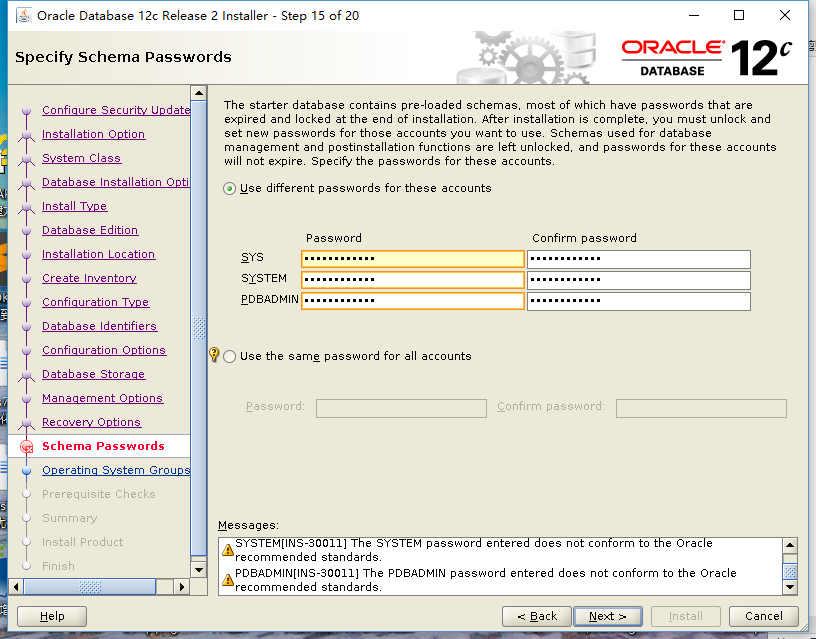 Oracle Database 12c Release 2 Installer - Step 15 of 20
Specify Schema Passwords
ORACLE
DATABASE
12c
Configure Security Update
Installation Option
System Class
Database Installation Opti
Install Type
Database Edition
Installation Location
Create Inventory
Configuration Type
Database Identifiers
Configuration Options
Database Storage
Management Options
Recovery Options
Schema Passwords
Operating System Groups
Prerequisite Checks
Summary
Install Product
Finish
The starter database contains pre-loaded schemas, most of which have passwords that are
expired and locked at the end of installation. After installation is complete, you must unlock and
set new passwords for those accounts you want to use. Schemas used for database
management and postinstallation functions are left unlocked, and passwords for these accounts
will not expire. Specify the passwords for these accounts.
Use different passwords for these accounts
Password Confirm password
SYS
SYSTEM
PDBADMIN
Use the same password for all accounts
Password: Confirm password:
Messages:
SYSTEM[INS-30011] The SYSTEM password entered does not conform to the Oracle
recommended standards.
PDBADMIN[INS-30011] The PDBADMIN password entered does not conform to the Oracle
recommended standards.
Help < Back Next > Install Cancel